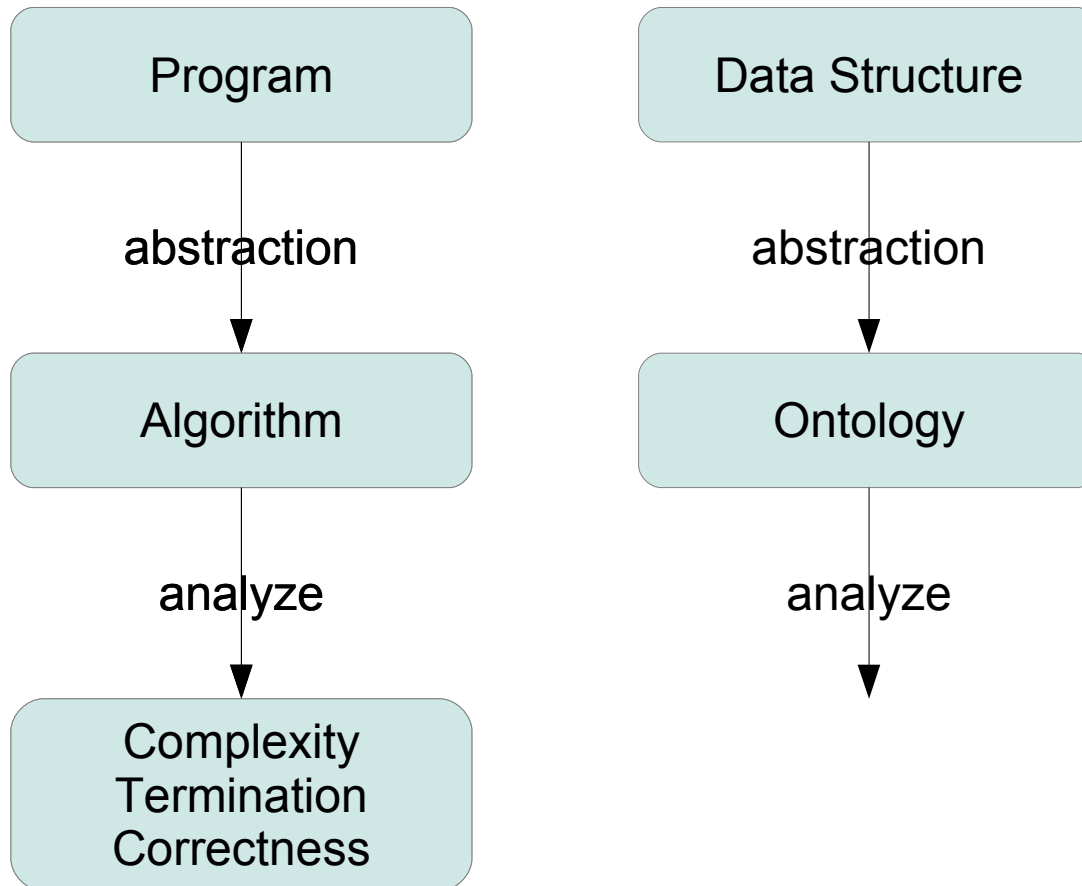 Program
Data Structure
abstraction
abstraction
Algorithm
Ontology
analyze
analyze
Complexity
Termination
Correctness